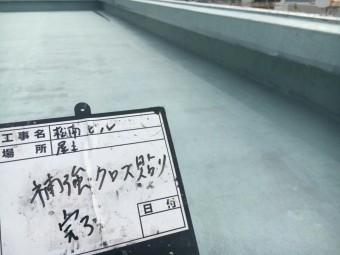 工事名 松南ビル
場所 屋上
補強クロス貼り
完了
日付